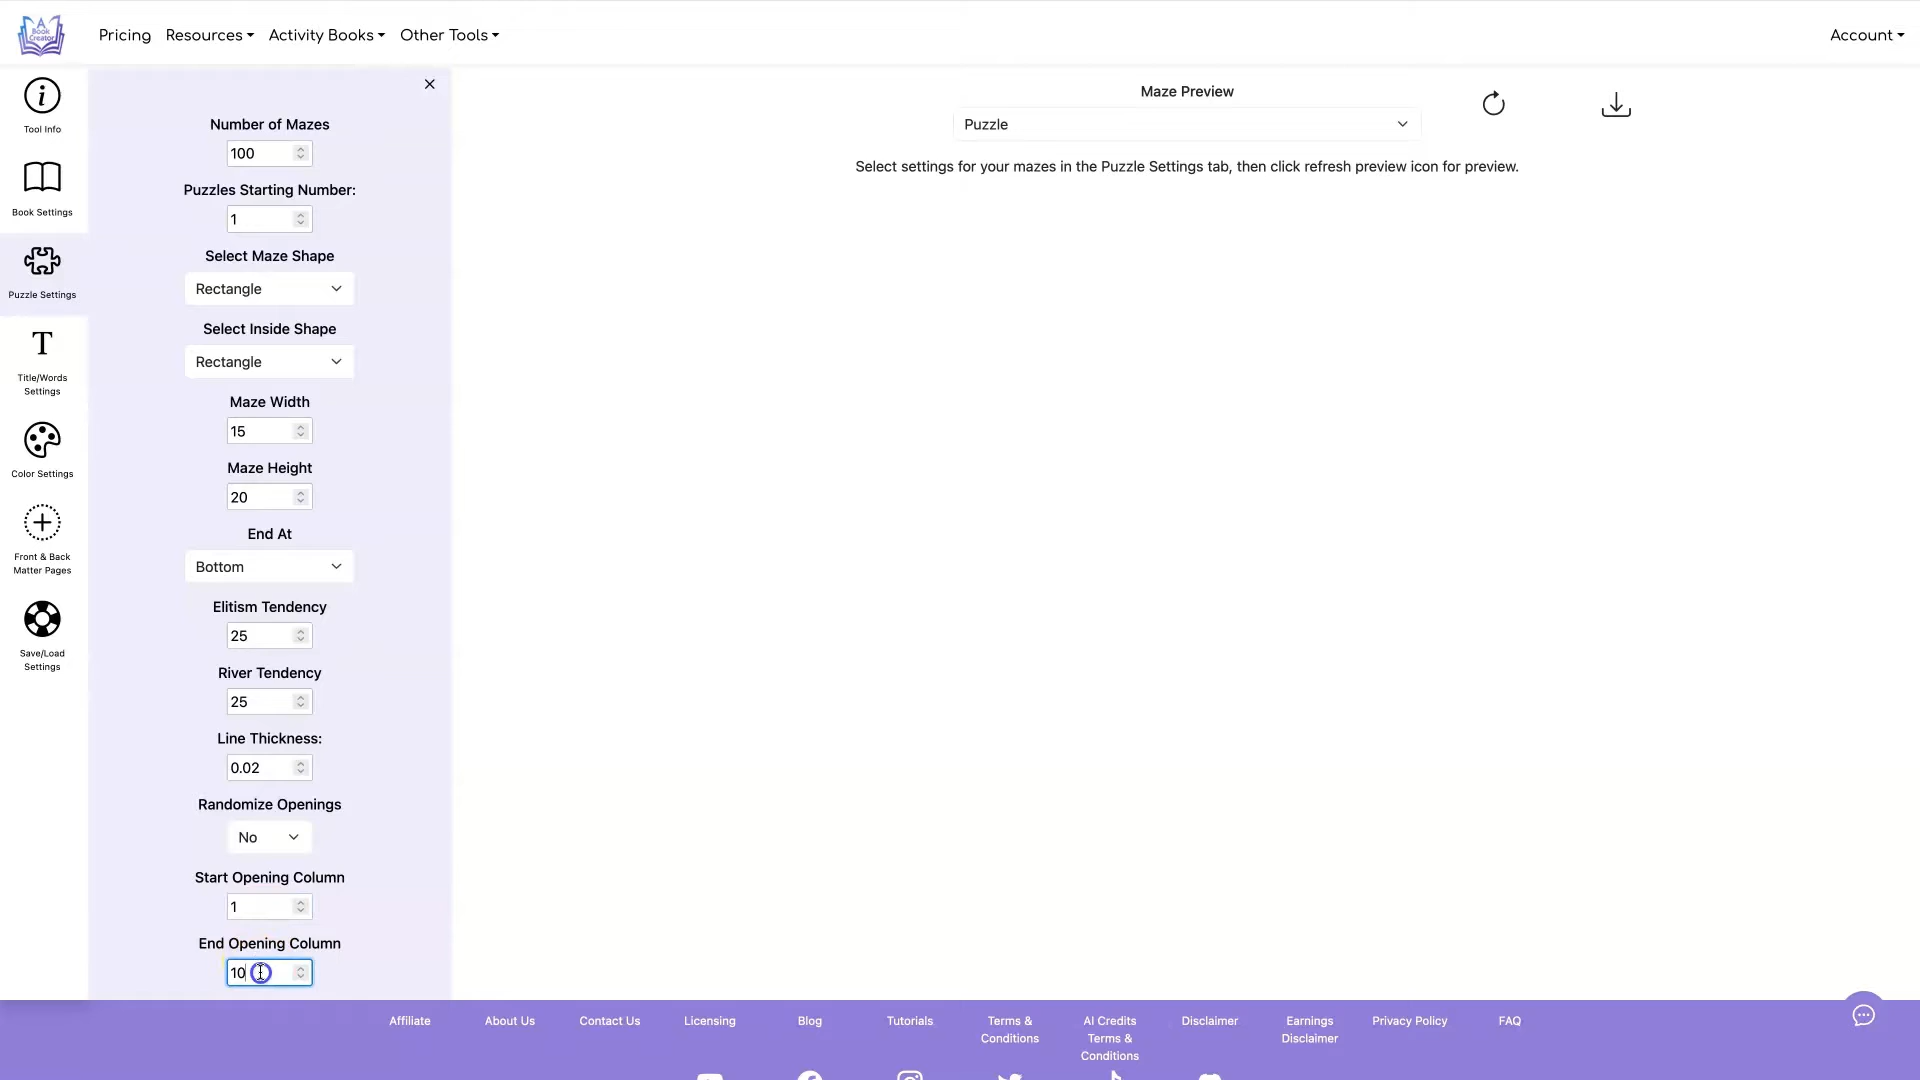 A
Book
Creator
Pricing
Resources
Activity Books
Other Tools
Account
Tool Info
Book Settings
Puzzle Settings
T
Title/Words
Settings
Color Settings
Front & Back
Matter Pages
Save/Load
Settings
Number of Mazes
100
Puzzles Starting Number:
1
Select Maze Shape
Rectangle
Select Inside Shape
Rectangle
Maze Width
15
Maze Height
20
End At
Bottom
Elitism Tendency
25
River Tendency
25
Line Thickness:
0.02
Randomize Openings
No
Start Opening Column
1
End Opening Column
10
Maze Preview
Puzzle
Select settings for your mazes in the Puzzle Settings tab, then click refresh preview icon for preview.
Affiliate
About Us
Contact Us
Licensing
Blog
Tutorials
Terms &
Conditions
AI Credits
Terms &
Conditions
Disclaimer
Earnings
Disclaimer
Privacy Policy
FAQ